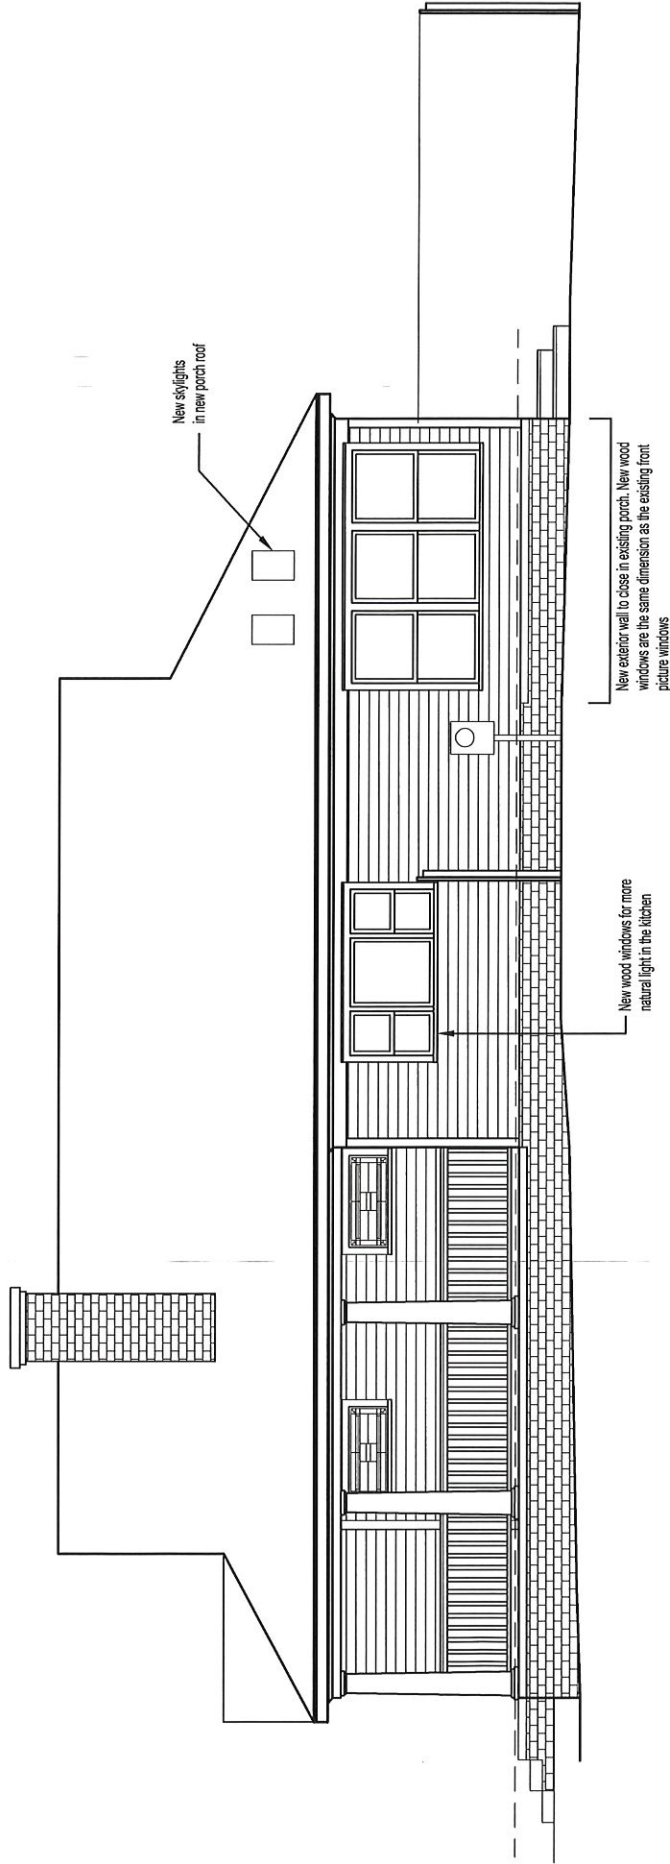 New skylights
in new porch roof
New wood windows for more
natural light in the kitchen
New exterior wall to close in existing porch. New wood
windows are the same dimension as the existing front
picture windows